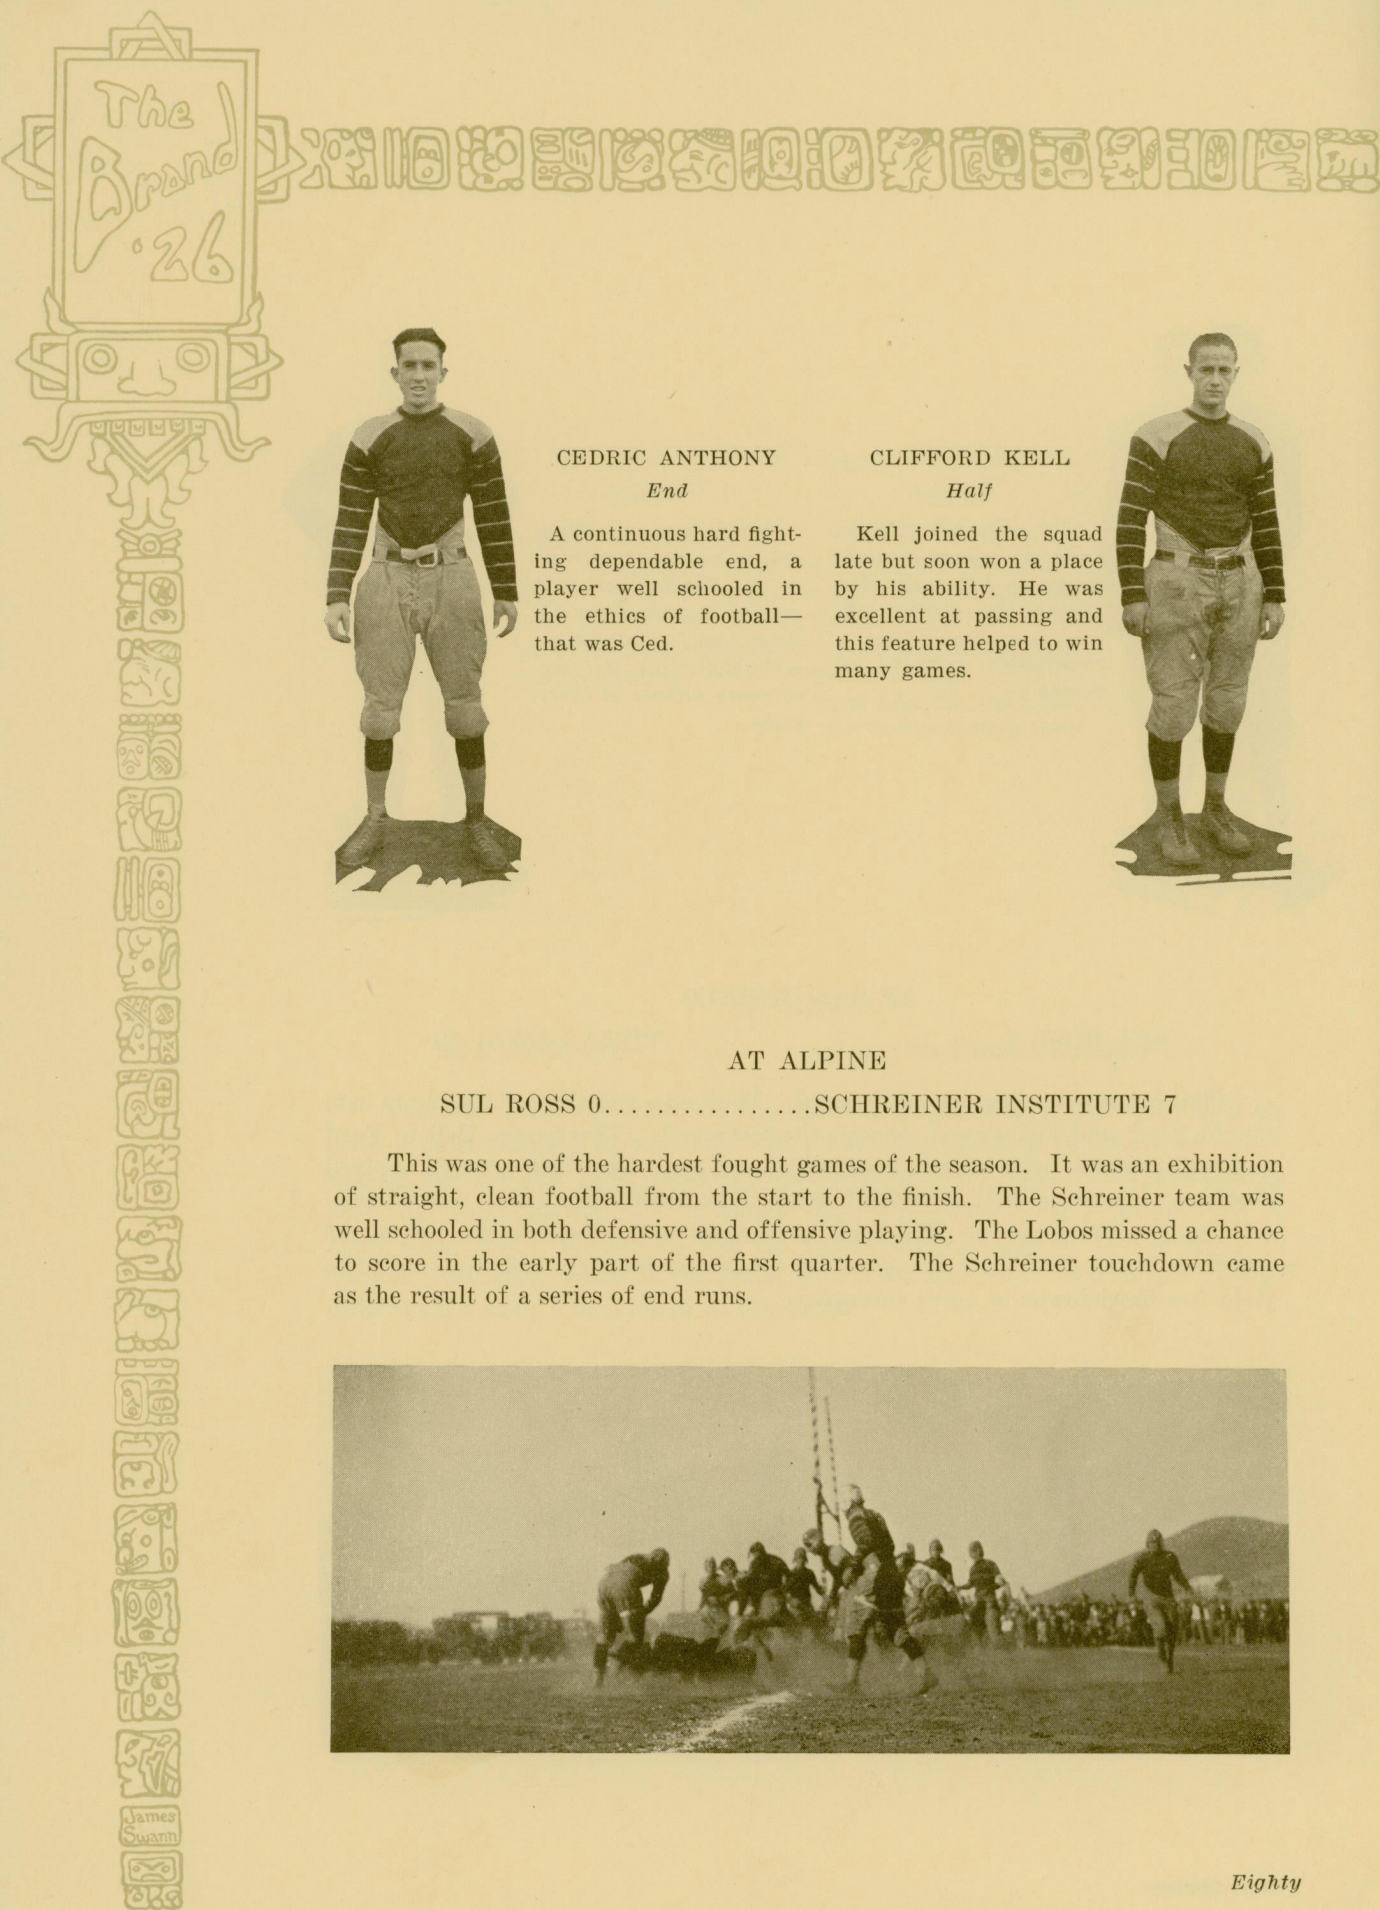 The
Brand
'26
CEDRIC ANTHONY
End
A continuous hard fight-
ing dependable end, a
player well schooled in
the ethics of football—
that was Ced.
CLIFFORD KELL
Half
Kell joined the squad
late but soon won a place
by his ability. He was
excellent at passing and
this feature helped to win
many games.
AT ALPINE
SUL ROSS 0................SCHREINER INSTITUTE 7
This was one of the hardest fought games of the season. It was an exhibition
of straight, clean football from the start to the finish. The Schreiner team was
well schooled in both defensive and offensive playing. The Lobos missed a chance
to score in the early part of the first quarter. The Schreiner touchdown came
as the result of a series of end runs.
James
Swann
Eighty